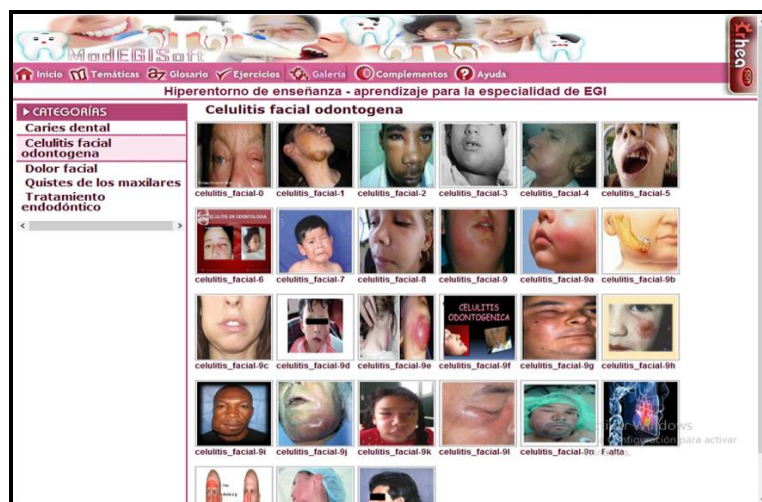 ModEGISoft
Crhea
Inicio Temáticas Glosario Ejercicios Galería Complementos Ayuda
Hiperentorno de enseñanza - aprendizaje para la especialidad de EGI
CATEGORÍAS
Caries dental
Celulitis facial
odontogena
Dolor facial
Quistes de los maxilares
Tratamiento
endodóntico
Celulitis facial odontogena
celulitis_facial-0 celulitis_facial-1 celulitis_facial-2 celulitis_facial-3 celulitis_facial-4 celulitis_facial-5
CELULITIS EN ODONTOLOGIA
celulitis_facial-6 celulitis_facial-7 celulitis_facial-8 celulitis_facial-9 celulitis_facial-9a celulitis_facial-9b
CELULITIS
ODONTOGENICA
celulitis_facial-9c celulitis_facial-9d celulitis_facial-9e celulitis_facial-9f celulitis_facial-9g celulitis_facial-9h
celulitis_facial-9i celulitis_facial-9j celulitis_facial-9k celulitis_facial-9l
para activar